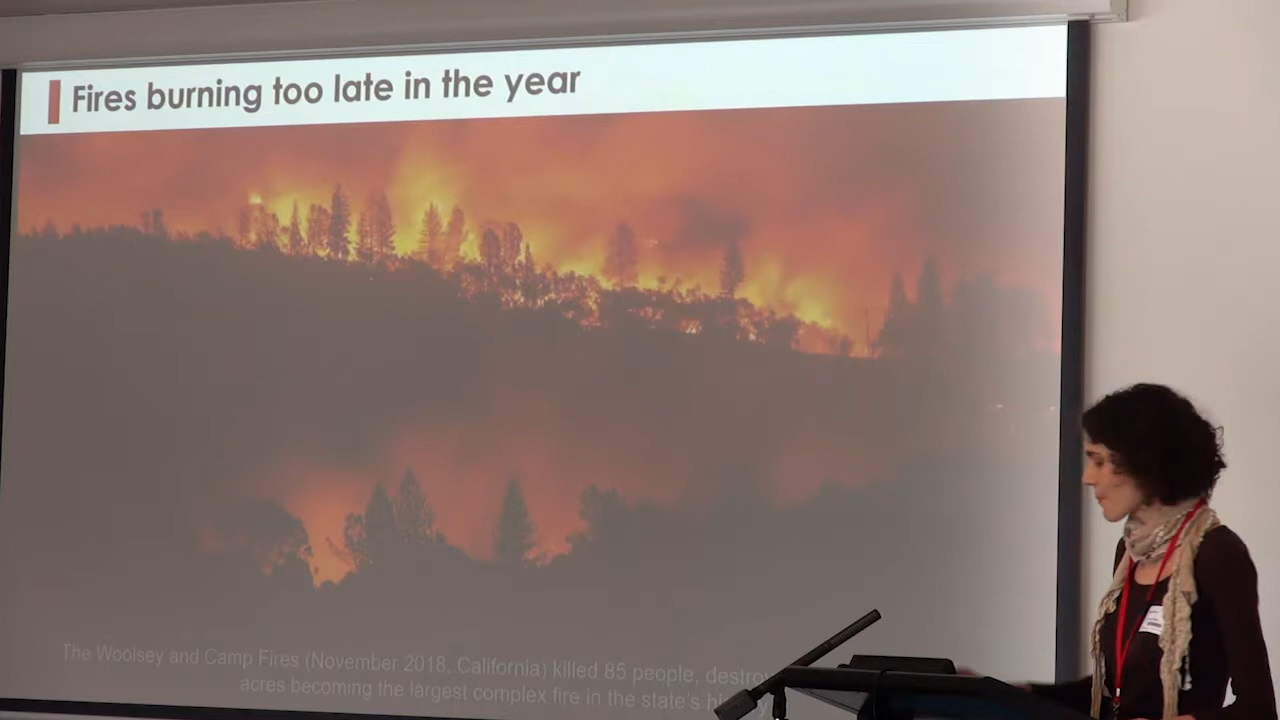 Fires burning too late in the year
The Woolsey and Camp Fires (November 2018, California) killed 85 people, destroy
acres becoming the largest complex fire in the state's